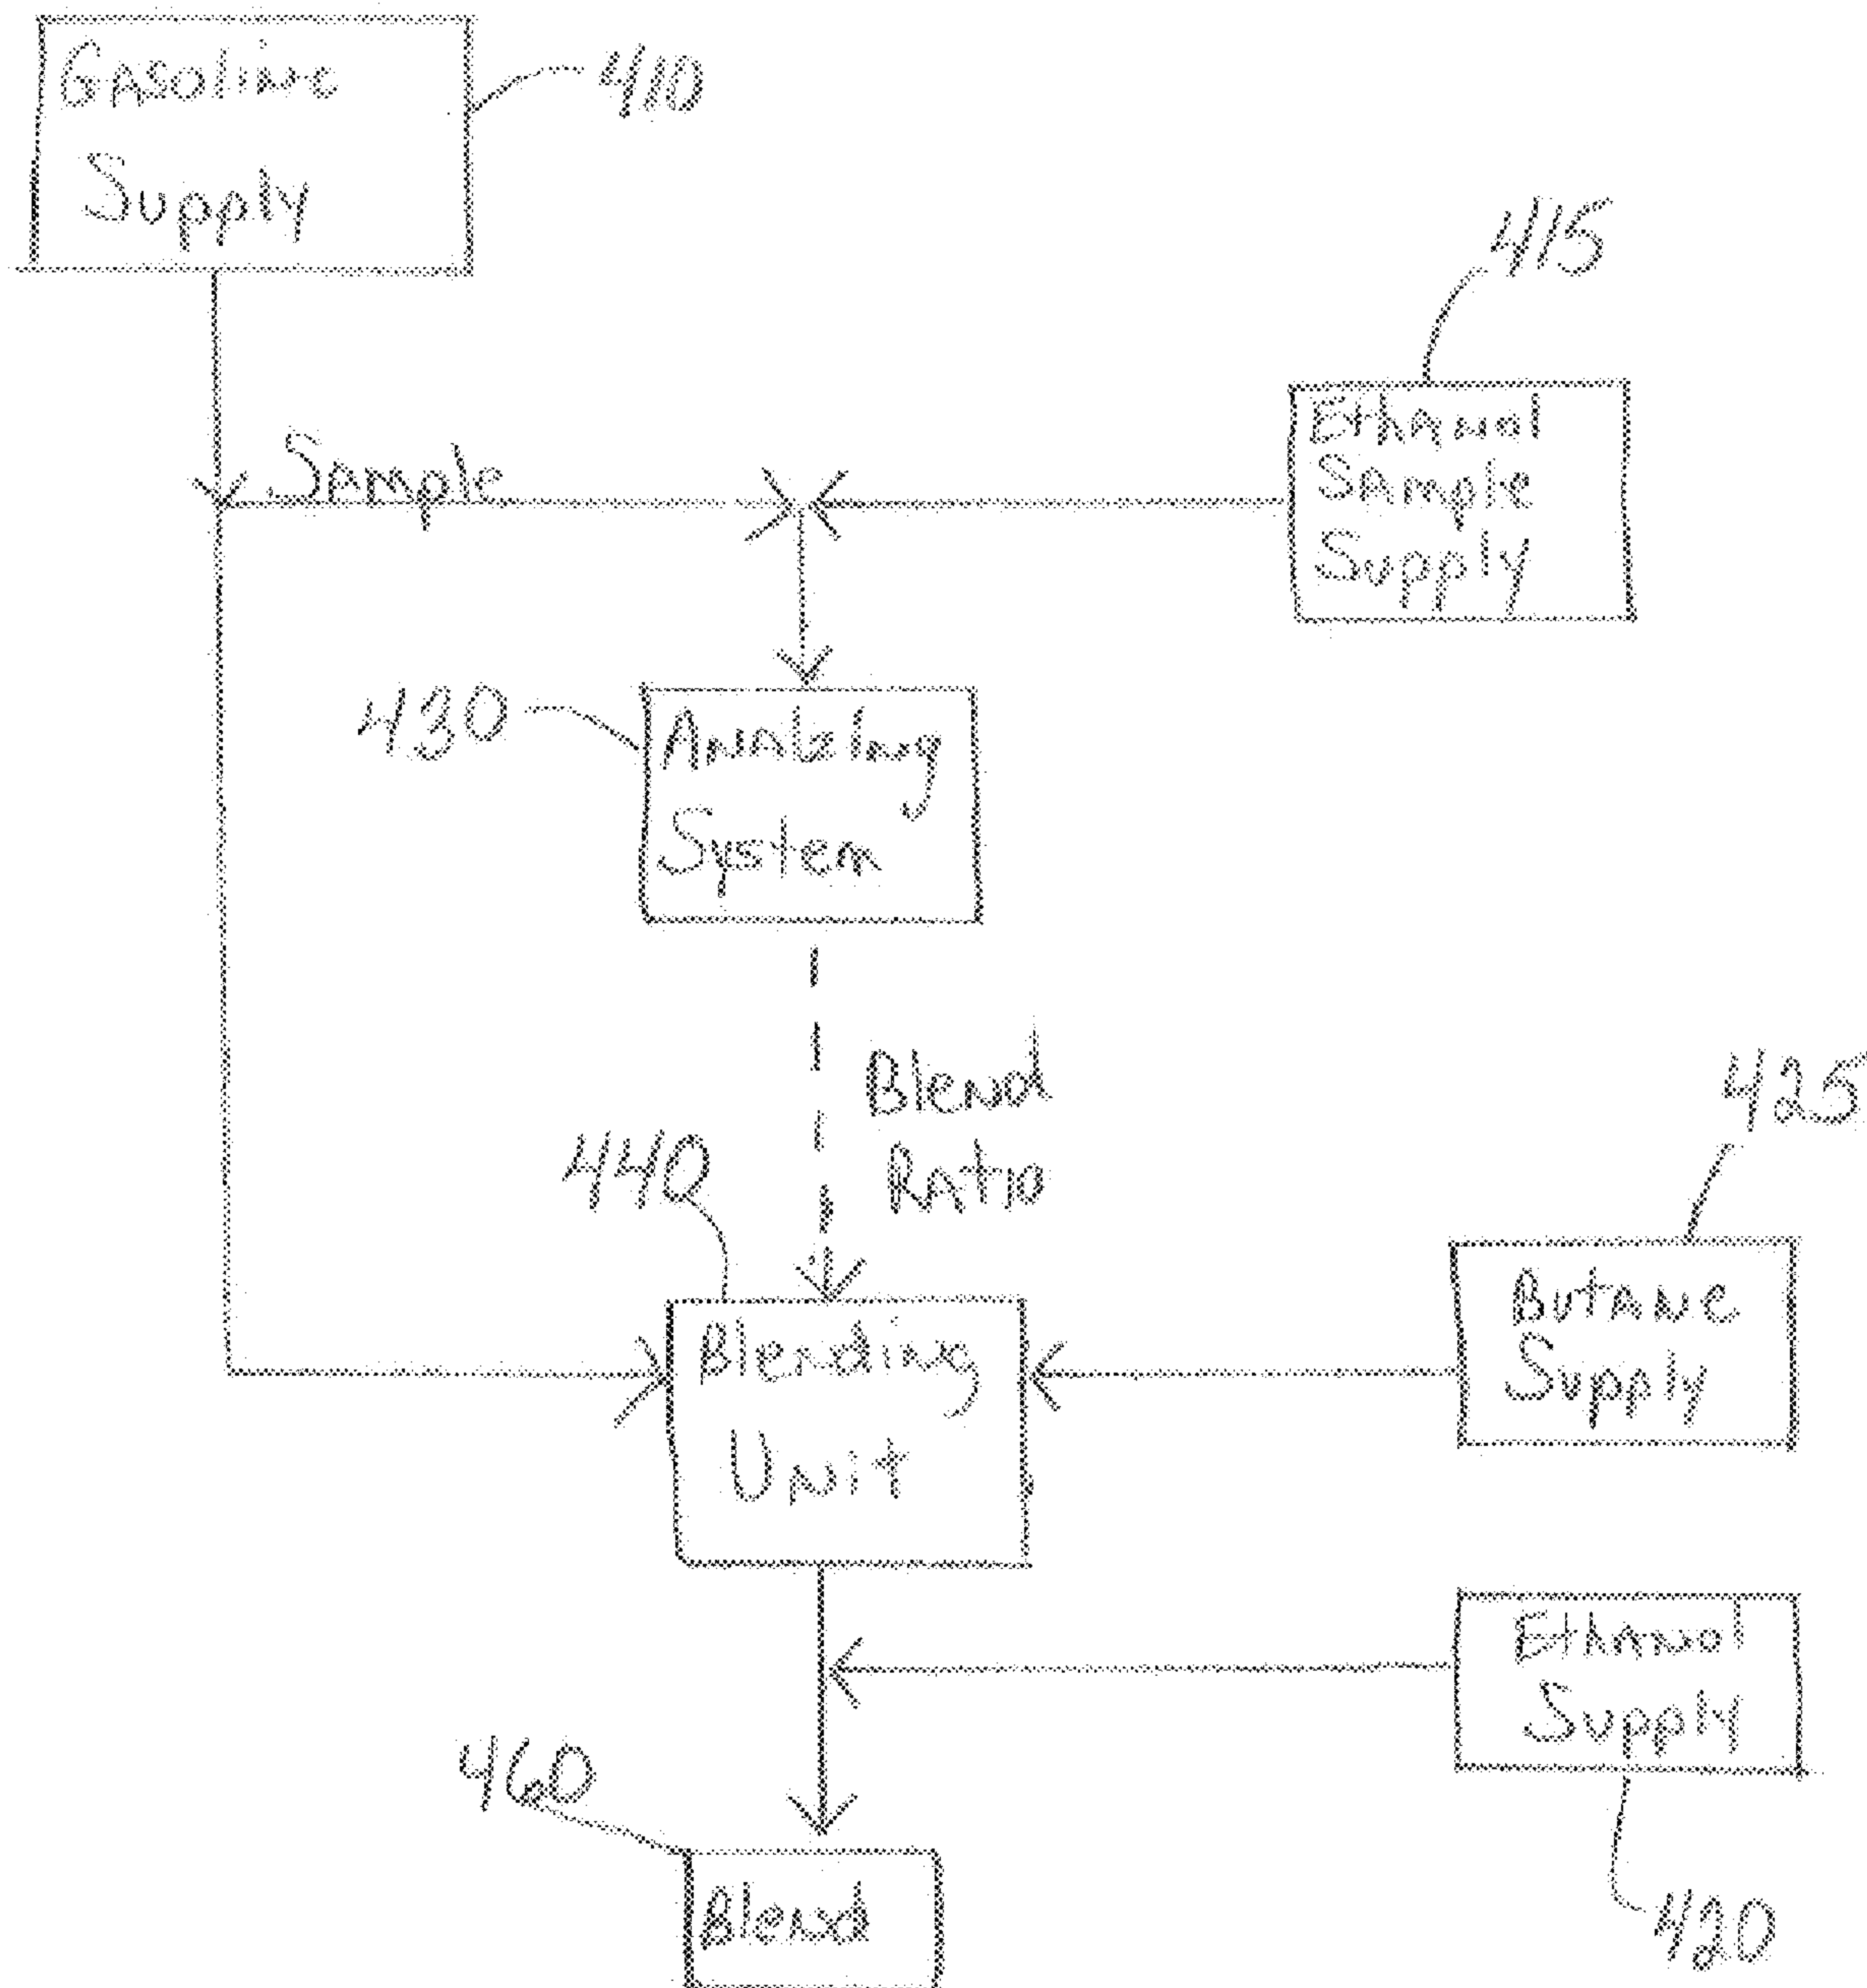 Gasoline
Supply
410
415
Sample
Ethanol
Sample
Supply
430
Analzing
System
Blend
Ratio
425
440
Butane
Supply
Blending
Unit
Ethanol
Supply
460
Blend
420